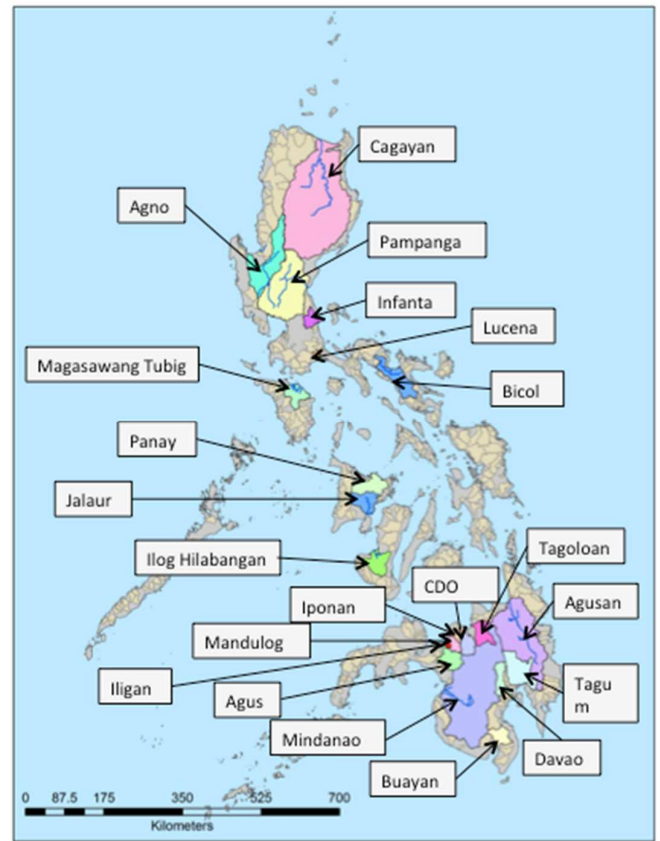 Cagayan
Agno
Pampanga
Infanta
Lucena
Magasawang Tubig
Bicol
Panay
Jalaur
Tagoloan
Ilog Hilabangan
CDO
Agusan
Iponan
Mandulog
Iligan
Agus
Tagu
m
Mindanao
Davao
Buayan
0 87.5 175 350 525 700
Kilometers